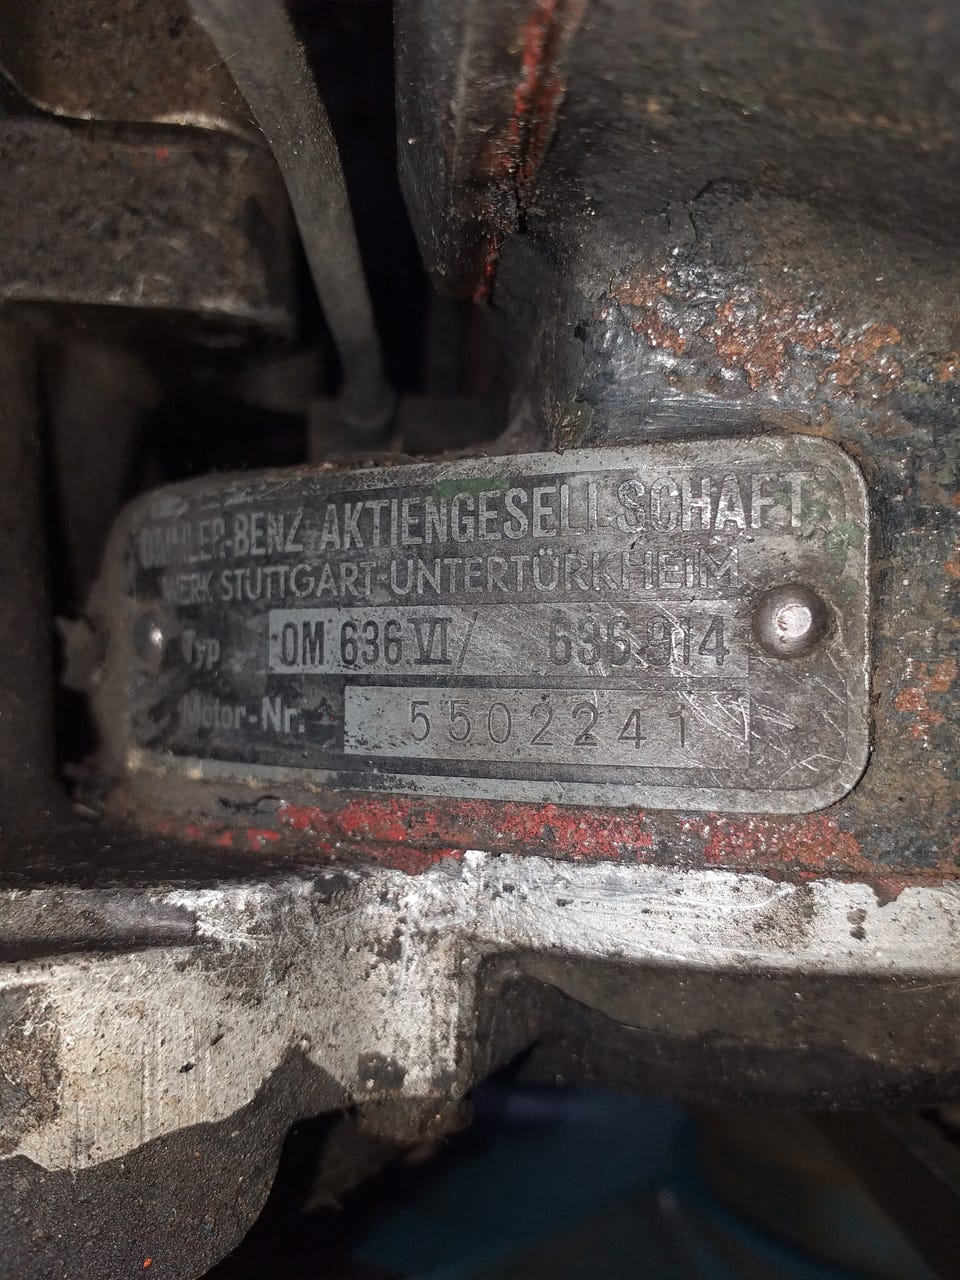 DAIMLER-BENZ AKTIENGESELLSCHAFT
WERK STUTTGART-UNTERTÜRKHEIM
Typ OM 636 VI/ 636.914
Motor-Nr. 5502241